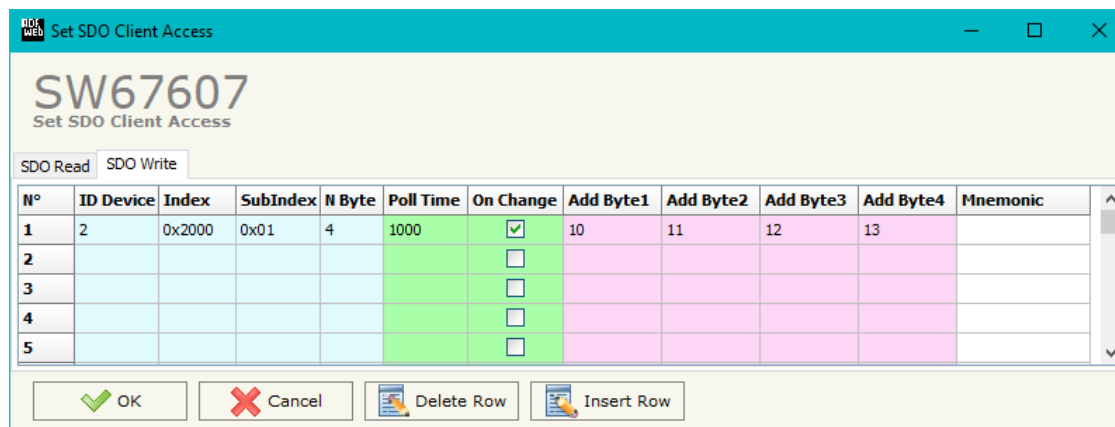 ADF
WEB Set SDO Client Access
SW67607
Set SDO Client Access
SDO Read SDO Write
N° ID Device Index SubIndex N Byte Poll Time On Change Add Byte1 Add Byte2 Add Byte3 Add Byte4 Mnemonic
1 2 0x2000 0x01 4 1000 10 11 12 13
2
3
4
5
OK Cancel Delete Row Insert Row